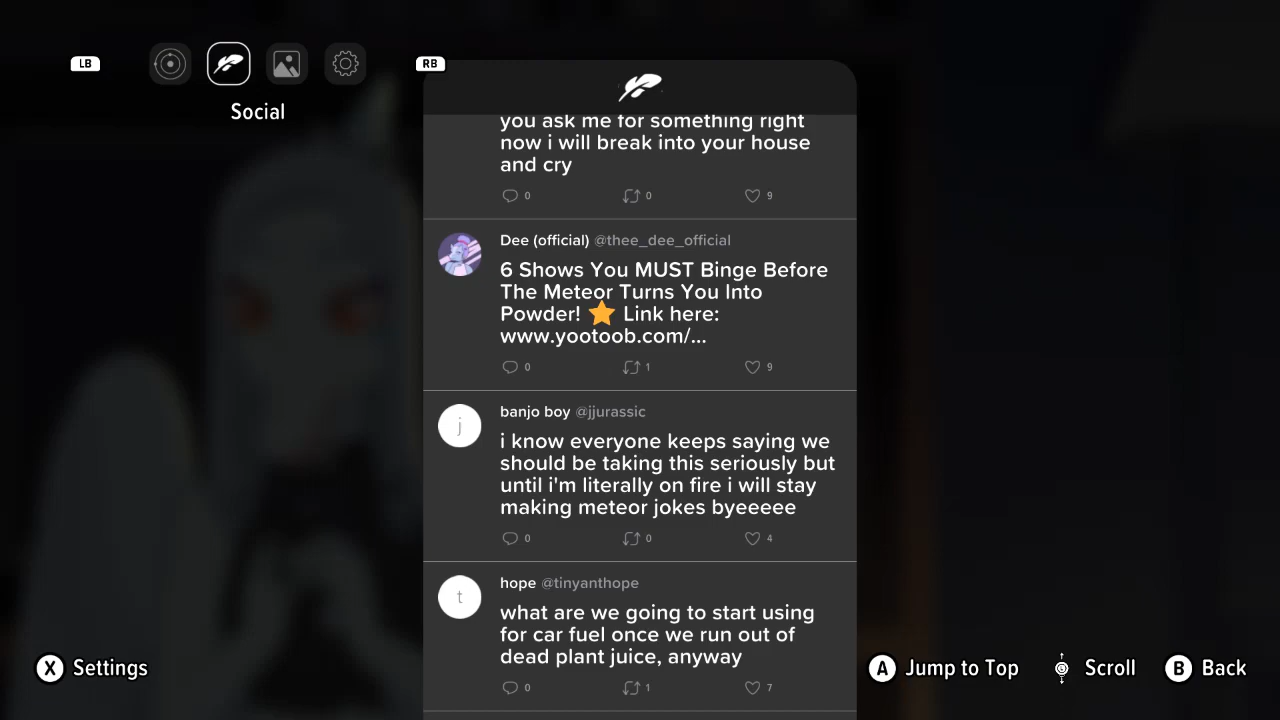 LB
RB
Social
you ask me for something right
now i will break into your house
and cry
0 0 9
Dee (official) @thee_dee_official
6 Shows You MUST Binge Before
The Meteor Turns You Into
Powder! ⭐ Link here:
www.yootoob.com/...
0 1 9
j
banjo boy @jjurassic
i know everyone keeps saying we
should be taking this seriously but
until i'm literally on fire i will stay
making meteor jokes byeeeee
0 0 4
t
hope @tinyanthope
what are we going to start using
for car fuel once we run out of
dead plant juice, anyway
0 1 7
X Settings
A Jump to Top
Scroll
B Back